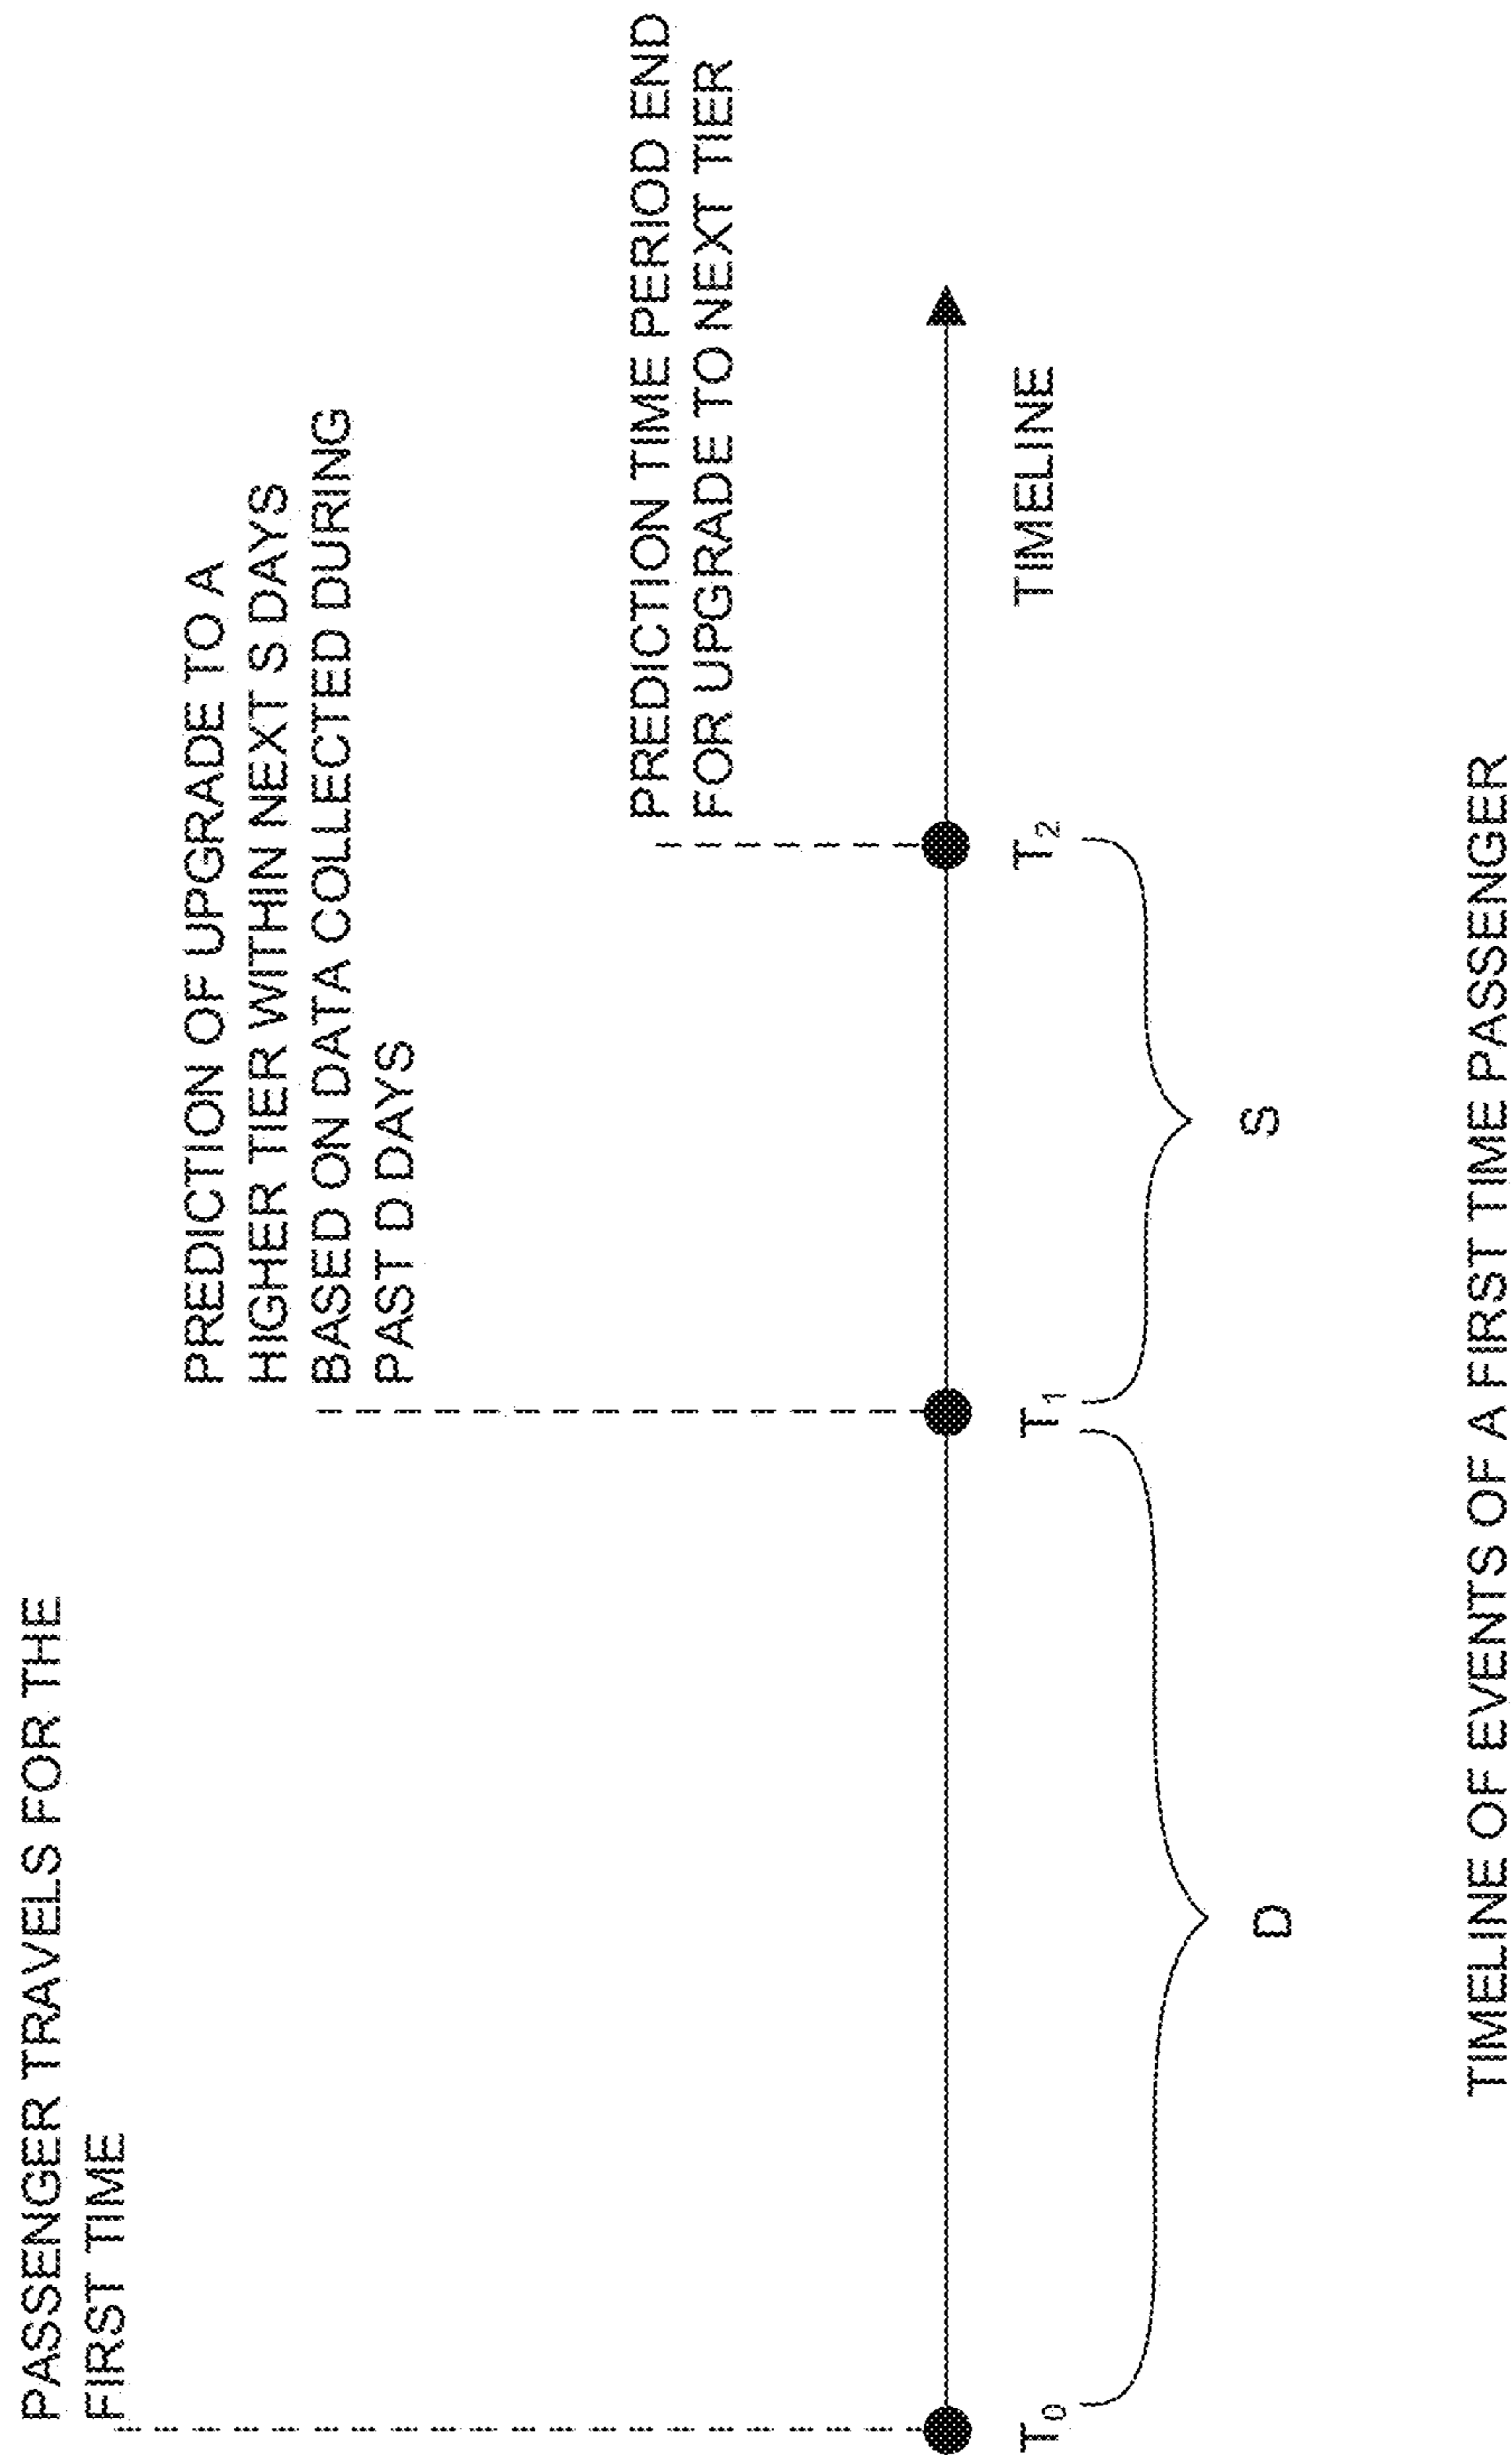 PASSENGER TRAVELS FOR THE
FIRST TIME
PREDICTION OF UPGRADE TO A
HIGHER TIER WITHIN NEXT S DAYS
BASED ON DATA COLLECTED DURING
PAST D DAYS
PREDICTION TIME PERIOD END
FOR UPGRADE TO NEXT TIER
T₀
T₁
T₂
TIMELINE
D
S
TIMELINE OF EVENTS OF A FIRST TIME PASSENGER